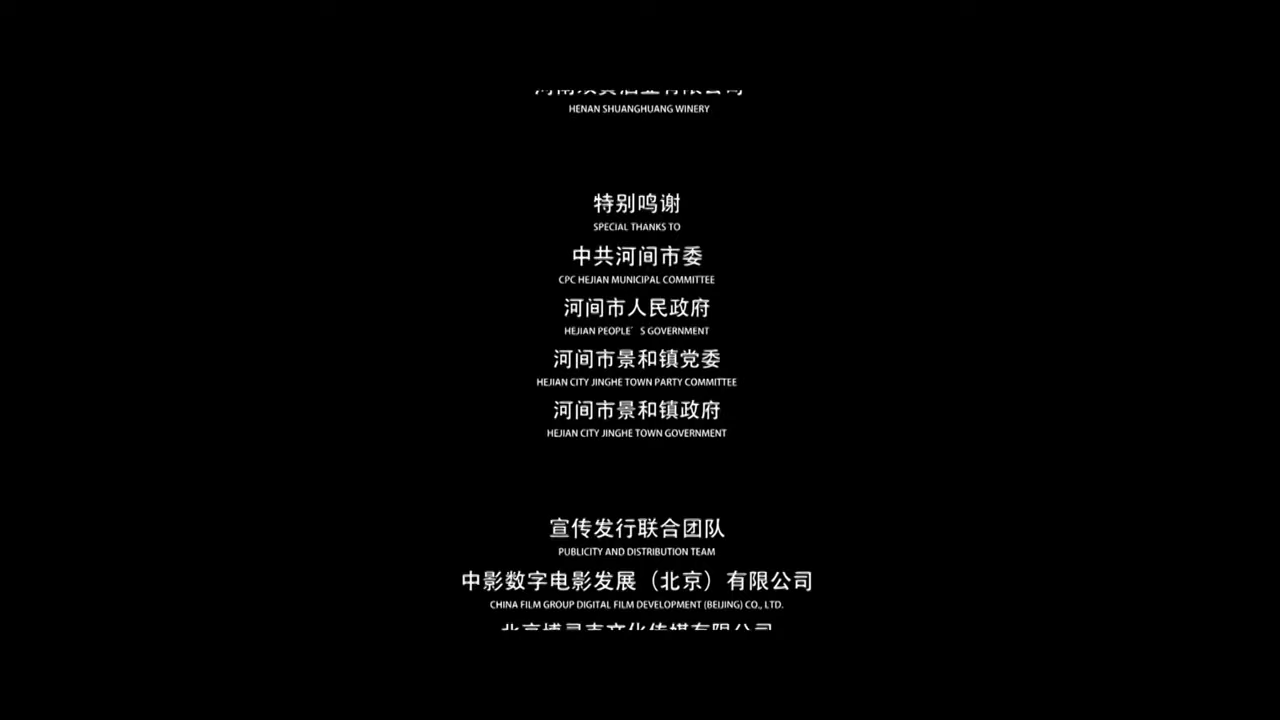 HENAN SHUANGHUANG WINERY
特别鸣谢
SPECIAL THANKS TO
中共河间市委
CPC HEJIAN MUNICIPAL COMMITTEE
河间市人民政府
HEJIAN PEOPLE′ S GOVERNMENT
河间市景和镇党委
HEJIAN CITY JINGHE TOWN PARTY COMMITTEE
河间市景和镇政府
HEJIAN CITY JINGHE TOWN GOVERNMENT
宣传发行联合团队
PUBLICITY AND DISTRIBUTION TEAM
中影数字电影发展（北京）有限公司
CHINA FILM GROUP DIGITAL FILM DEVELOPMENT (BEIJING) CO., LTD.